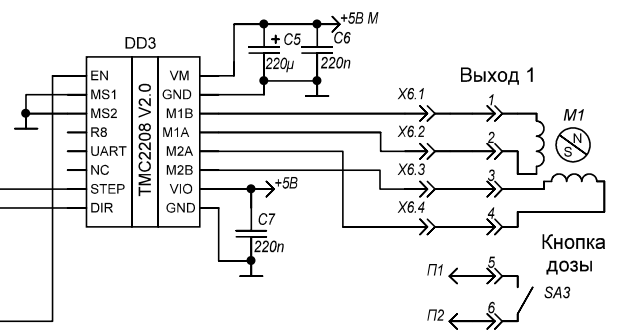 +5В М
DD3
+ C5
C6
220µ
220n
EN
MS1
MS2
R8
UART
NC
STEP
DIR
TMC2208 V2.0
VM
GND
M1B
M1A
M2A
M2B
VIO
GND
+5В
C7
220n
Выход 1
X6.1
1
X6.2
2
X6.3
3
X6.4
4
M1
N
S
Кнопка
дозы
П1
5
SA3
П2
6